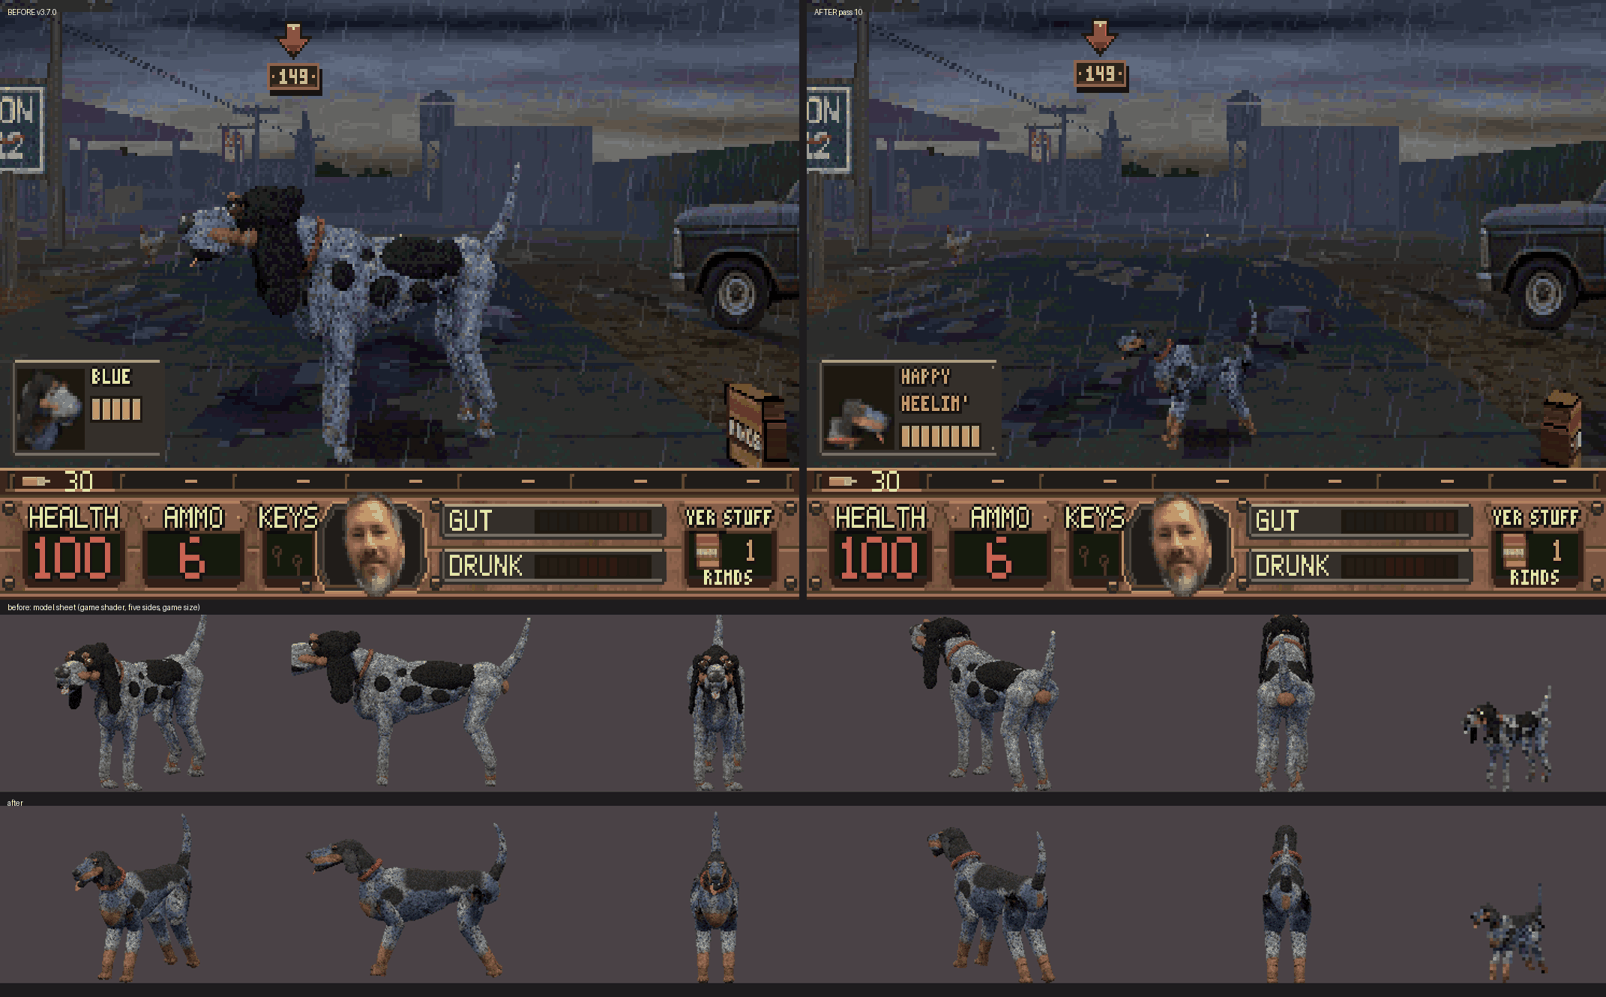 BEFORE v3.7.0
AFTER pass 10
·149·
·149·
ON
12
ON
12
BLUE
HAPPY
HEELIN'
30
30
HEALTH
AMMO
KEYS
GUT
YER STUFF
100
6
DRUNK
1
RINDS
HEALTH
AMMO
KEYS
GUT
YER STUFF
100
6
DRUNK
1
RINDS
before: model sheet (game shader, five sides, game size)
after